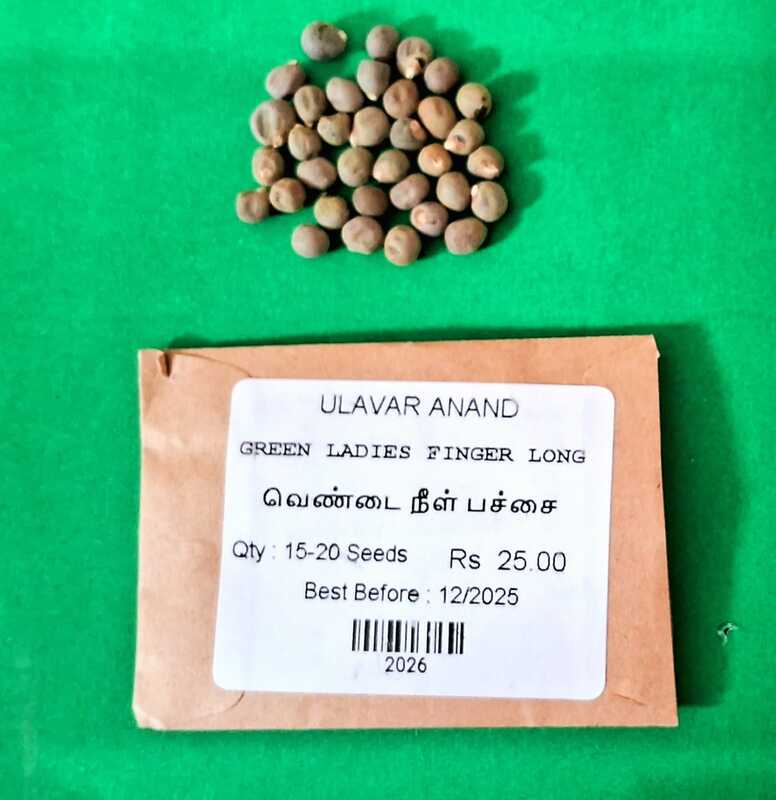 ULAVAR ANAND
GREEN LADIES FINGER LONG
வெண்டை நீள் பச்சை
Qty : 15-20 Seeds Rs 25.00
Best Before : 12/2025
2026